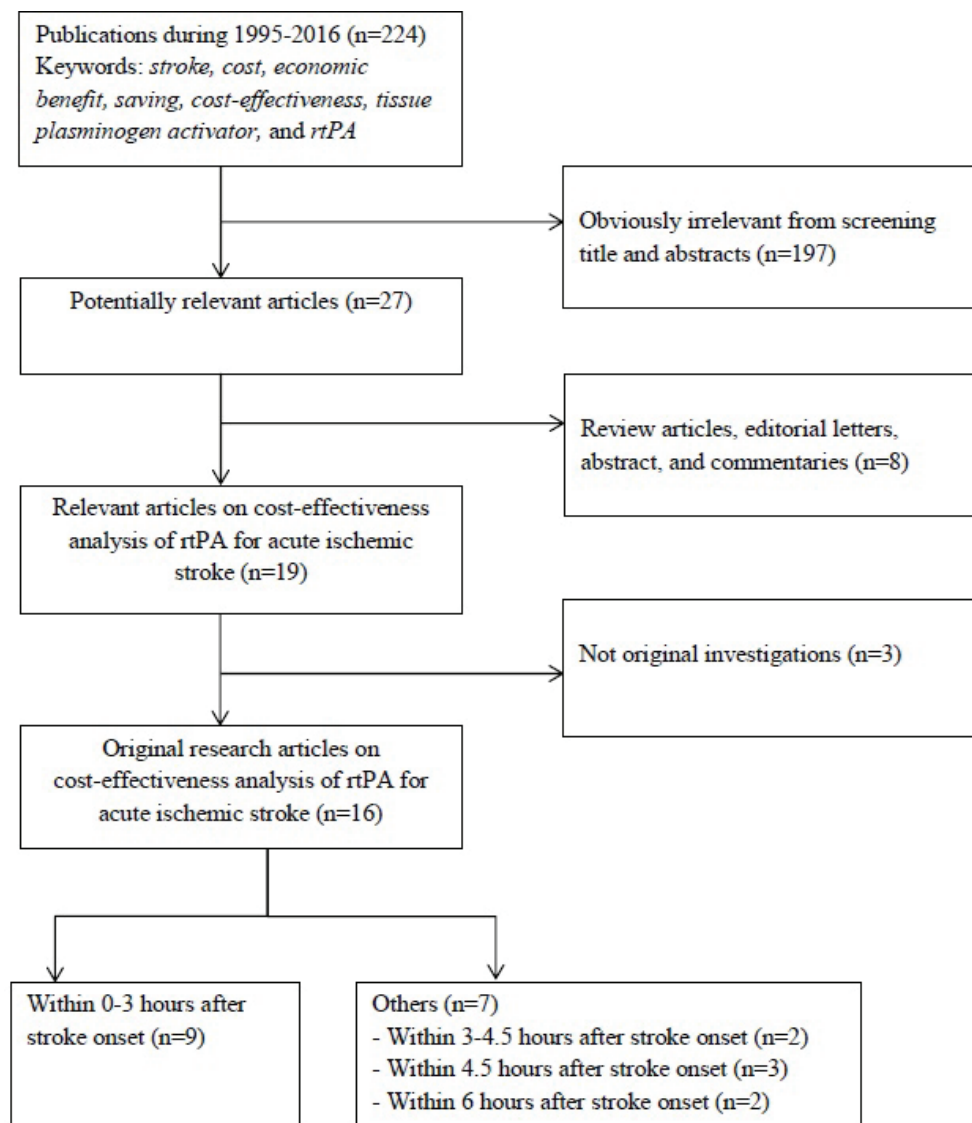 Publications during 1995-2016 (n=224)
Keywords: stroke, cost, economic
benefit, saving, cost-effectiveness, tissue
plasminogen activator, and rtPA
Obviously irrelevant from screening
title and abstracts (n=197)
Potentially relevant articles (n=27)
Review articles, editorial letters,
abstract, and commentaries (n=8)
Relevant articles on cost-effectiveness
analysis of rtPA for acute ischemic
stroke (n=19)
Not original investigations (n=3)
Original research articles on
cost-effectiveness analysis of rtPA for
acute ischemic stroke (n=16)
Within 0-3 hours after
stroke onset (n=9)
Others (n=7)
- Within 3-4.5 hours after stroke onset (n=2)
- Within 4.5 hours after stroke onset (n=3)
- Within 6 hours after stroke onset (n=2)